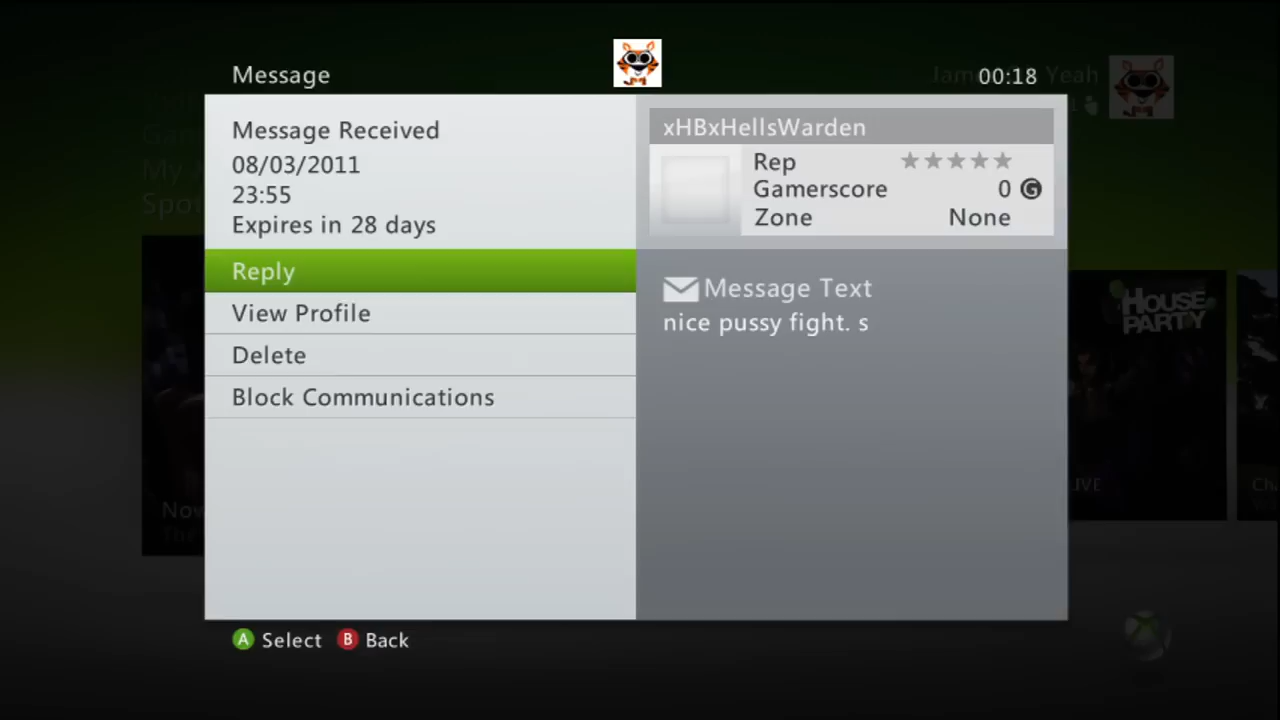 Message
00:18
Yeah
Message Received
08/03/2011
23:55
Expires in 28 days
Reply
View Profile
Delete
Block Communications
xHBxHellsWarden
Rep
Gamerscore 0 G
Zone None
Message Text
nice pussy fight. s
HOUSE
PARTY
A Select B Back